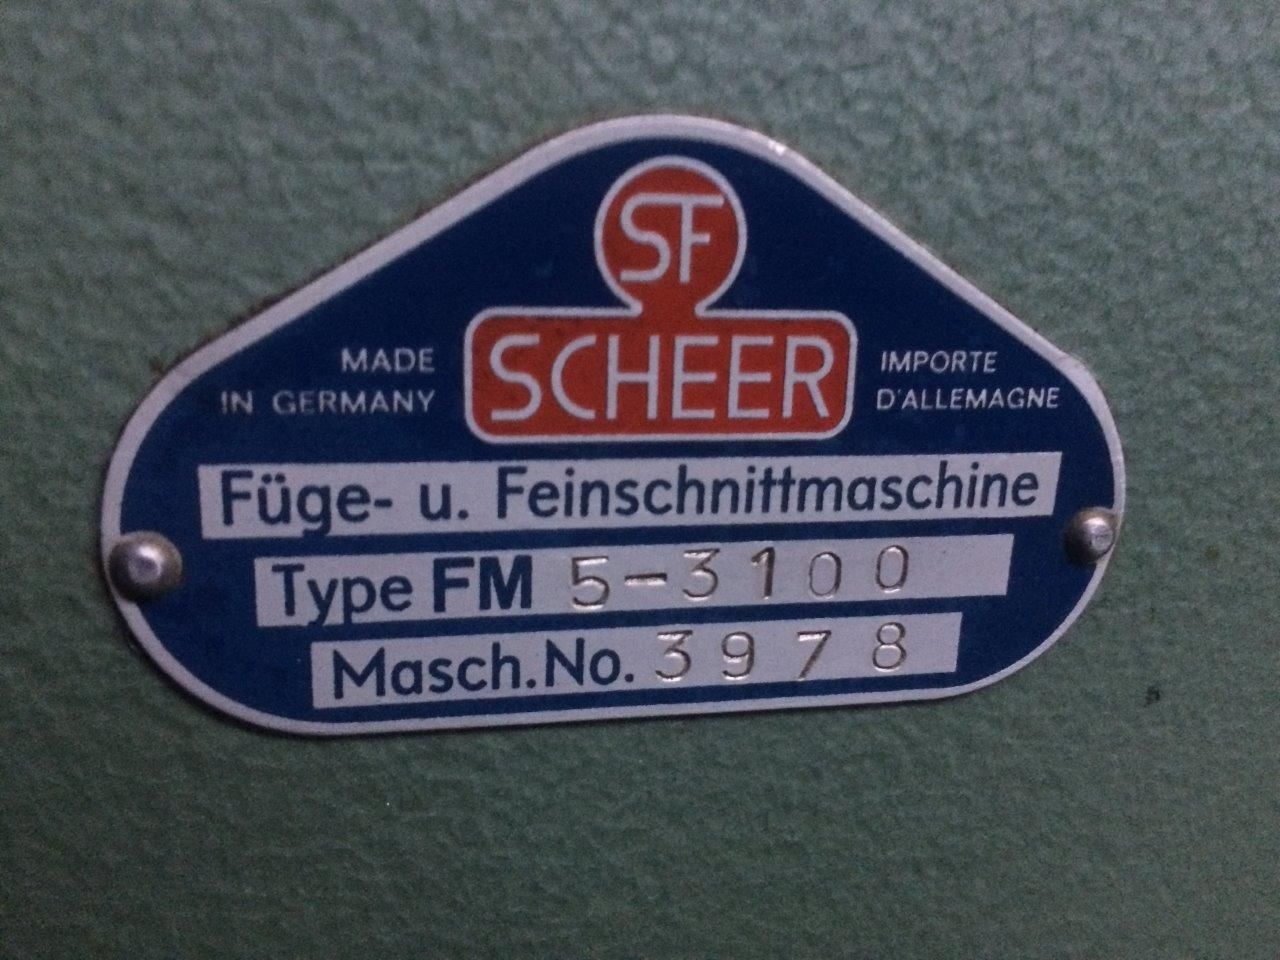 SF
SCHEER
MADE
IN GERMANY
IMPORTE
D'ALLEMAGNE
Füge- u. Feinschnittmaschine
Type FM 5-3100
Masch.No. 3978